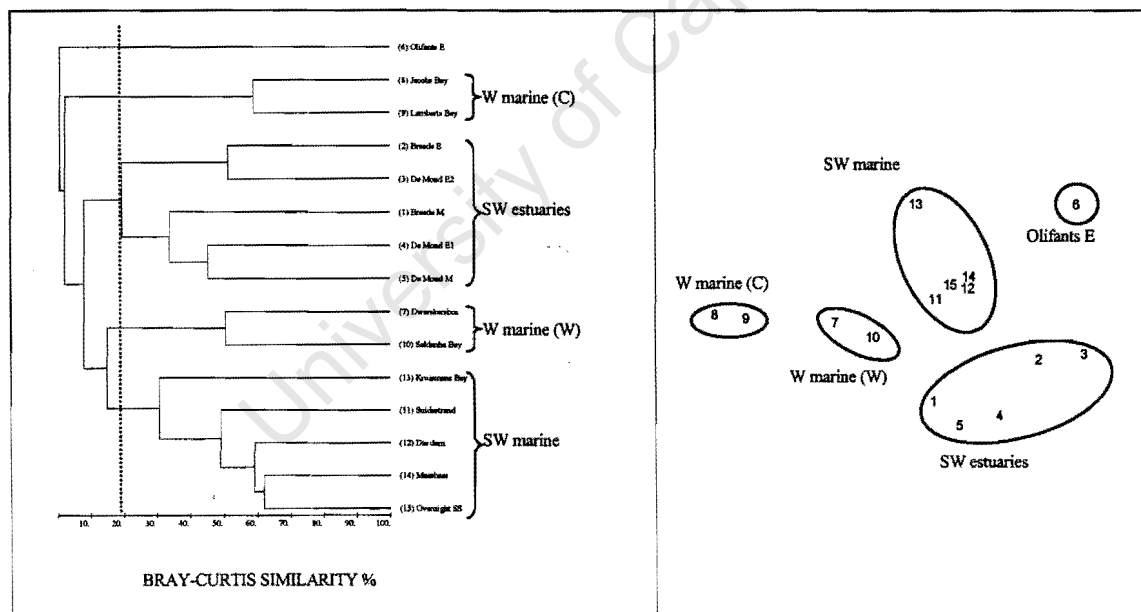 (6) Olifants E
(8) Jacobs Bay
W marine (C)
(9) Lamberts Bay
(2) Breede E
(3) De Mond E2
(1) Breede M
SW estuaries
(4) De Mond E1
(5) De Mond M
(7)
W marine (W)
(10) Saldanha Bay
(13) Bay
(11) Suiderstrand
(12) Die dam
SW marine
(14)
(15) Overnight SS
10. 20. 30. 40. 50. 60. 70. 80. 90. 100.
BRAY-CURTIS SIMILARITY %
SW marine
13
6
Olifants E
14
15 12
11
W marine (C)
8 9
7
10
W marine (W)
2 3
1
4
5
SW estuaries
University of Ca